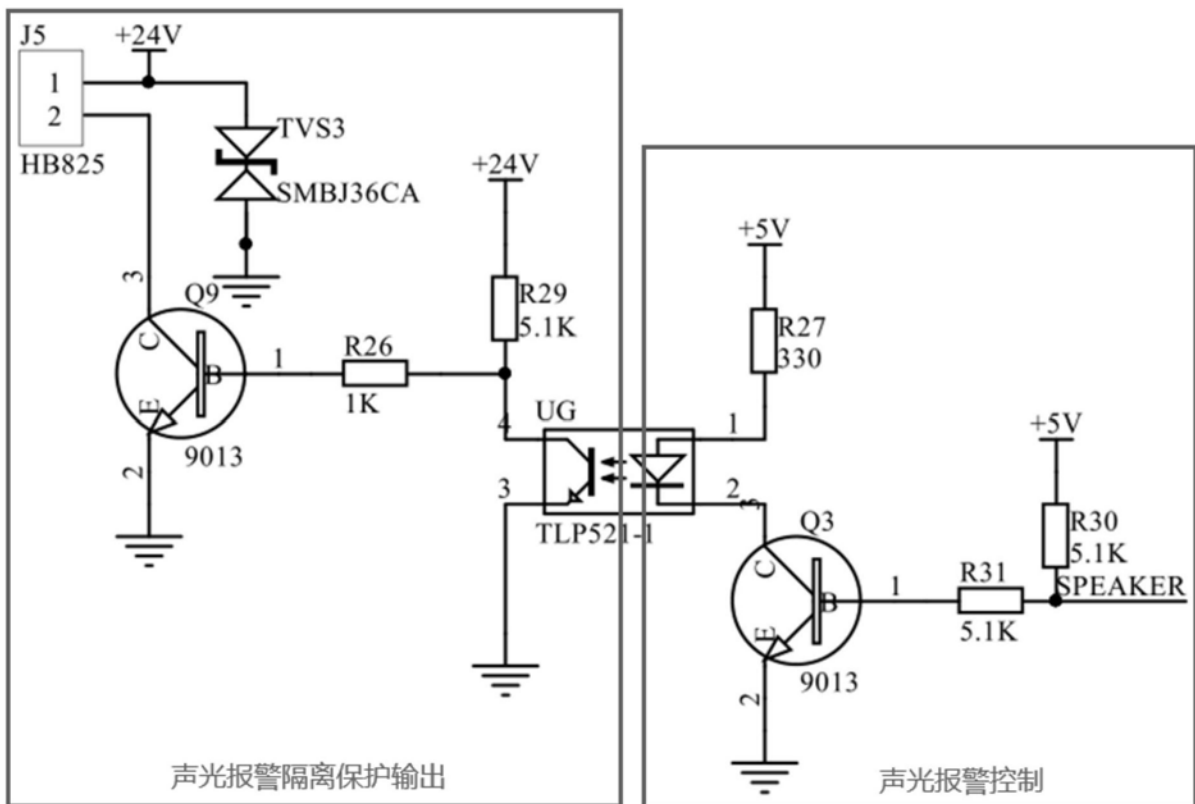 J5
+24V
1
2
HB825
TVS3
SMBJ36CA
+24V
R29
5.1K
3
Q9
C
B
E
1
2
9013
R26
1K
UG
4
3
TLP521-1
1
2
+5V
R27
330
3
Q3
C
B
E
1
2
9013
R31
5.1K
+5V
R30
5.1K
SPEAKER
声光报警隔离保护输出
声光报警控制